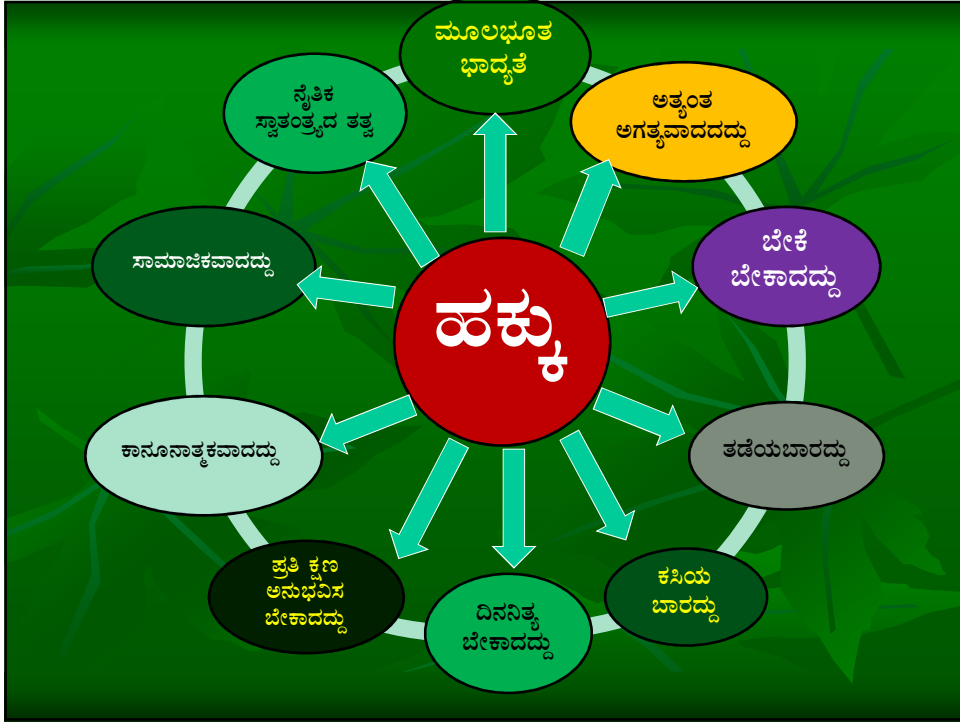 ಮೂಲಭೂತ
ಭಾದ್ಯತೆ
ಅತ್ಯಂತ
ಅಗತ್ಯವಾದದದ್ದು
ಬೇಕೆ
ಬೇಕಾದದ್ದು
ತಡೆಯಬಾರದ್ದು
ಕಸಿಯ
ಬಾರದ್ದು
ದಿನನಿತ್ಯ
ಬೇಕಾದದ್ದು
ಪ್ರತಿ ಕ್ಷಣ
ಅನುಭವಿಸ
ಬೇಕಾದದ್ದು
ಕಾನೂನಾತ್ಮಕವಾದದ್ದು
ಸಾಮಾಜಿಕವಾದದ್ದು
ನೈತಿಕ
ಸ್ವಾತಂತ್ರ್ಯದ ತತ್ವ
ಹಕ್ಕು